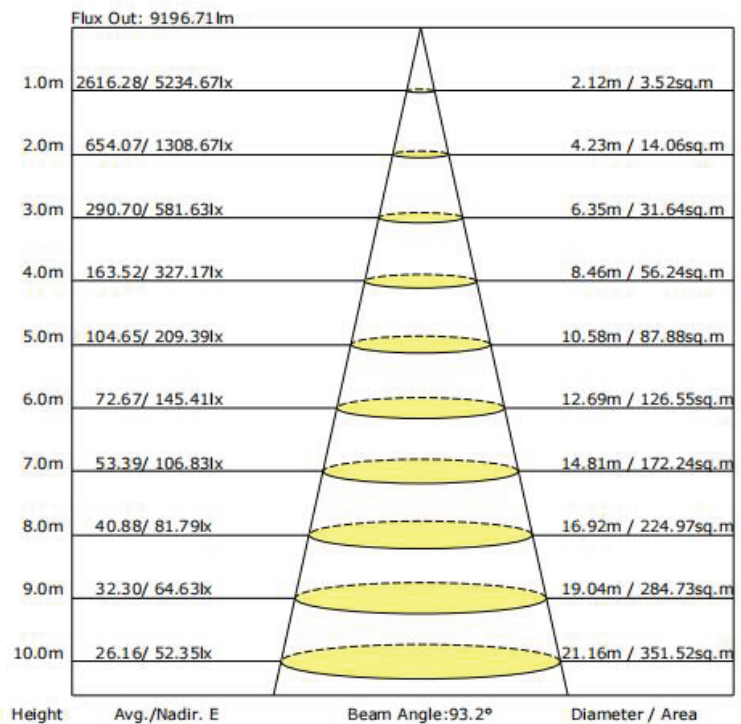 Flux Out: 9196.71lm
1.0m 2616.28/ 5234.67lx 2.12m / 3.52sq.m
2.0m 654.07/ 1308.67lx 4.23m / 14.06sq.m
3.0m 290.70/ 581.63lx 6.35m / 31.64sq.m
4.0m 163.52/ 327.17lx 8.46m / 56.24sq.m
5.0m 104.65/ 209.39lx 10.58m / 87.88sq.m
6.0m 72.67/ 145.41lx 12.69m / 126.55sq.m
7.0m 53.39/ 106.83lx 14.81m / 172.24sq.m
8.0m 40.88/ 81.79lx 16.92m / 224.97sq.m
9.0m 32.30/ 64.63lx 19.04m / 284.73sq.m
10.0m 26.16/ 52.35lx 21.16m / 351.52sq.m
Height Avg./Nadir. E Beam Angle:93.2° Diameter / Area